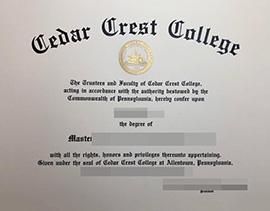 Cedar Crest College
The Trustees and Faculty of Cedar Crest College,
acting in accordance with the authority bestowed by the
Commonwealth of Pennsylvania, hereby confer upon
the degree of
Master
with all the rights, honors and privileges thereunto appertaining.
Given under the seal of Cedar Crest College at Allentown, Pennsylvania,
President